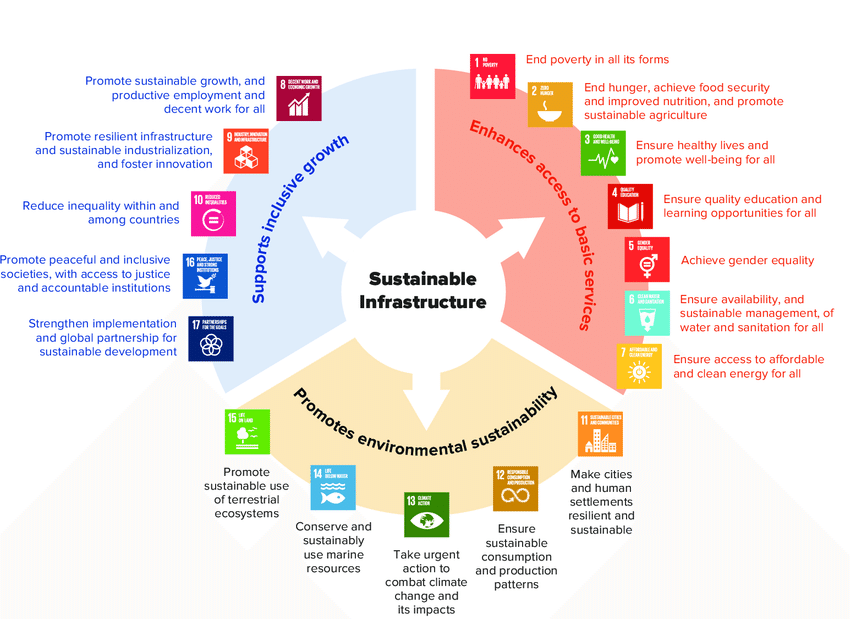 Sustainable
Infrastructure
Enhances access to basic services
1 NO
POVERTY
End poverty in all its forms
2 ZERO
HUNGER
End hunger, achieve food security
and improved nutrition, and promote
sustainable agriculture
3 GOOD HEALTH
AND WELL-BEING
Ensure healthy lives and
promote well-being for all
4 QUALITY
EDUCATION
Ensure quality education and
learning opportunities for all
5 GENDER
EQUALITY
Achieve gender equality
6 CLEAN WATER
AND SANITATION
Ensure availability, and
sustainable management, of
water and sanitation for all
7 AFFORDABLE AND
CLEAN ENERGY
Ensure access to affordable
and clean energy for all
Supports inclusive growth
8 DECENT WORK AND
ECONOMIC GROWTH
Promote sustainable growth, and
productive employment and
decent work for all
9 INDUSTRY, INNOVATION
AND INFRASTRUCTURE
Promote resilient infrastructure
and sustainable industrialization,
and foster innovation
10 REDUCED
INEQUALITIES
Reduce inequality within and
among countries
16 PEACE, JUSTICE
AND STRONG
INSTITUTIONS
Promote peaceful and inclusive
societies, with access to justice
and accountable institutions
17 PARTNERSHIPS
FOR THE GOALS
Strengthen implementation
and global partnership for
sustainable development
Promotes environmental sustainability
15 LIFE
ON LAND
Promote
sustainable use
of terrestrial
ecosystems
14 LIFE
BELOW WATER
Conserve and
sustainably
use marine
resources
13 CLIMATE
ACTION
Take urgent
action to
combat climate
change and
its impacts
12 RESPONSIBLE
CONSUMPTION
AND PRODUCTION
Ensure
sustainable
consumption
and production
patterns
11 SUSTAINABLE CITIES
AND COMMUNITIES
Make cities
and human
settlements
resilient and
sustainable